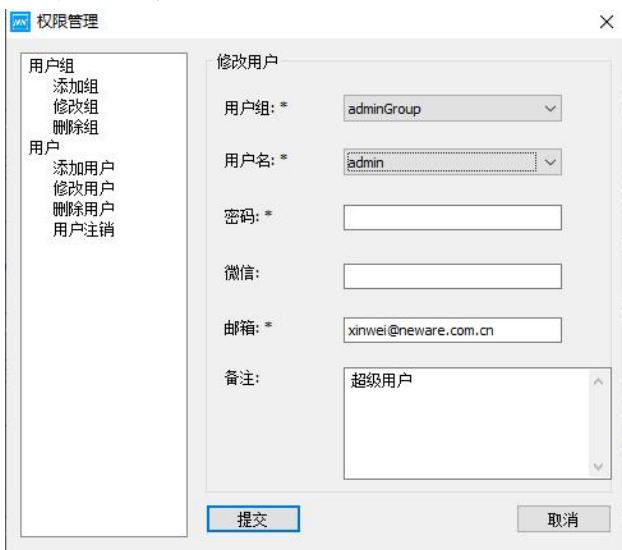 权限管理
用户组
添加组
修改组
删除组
用户
添加用户
修改用户
删除用户
用户注销
修改用户
用户组: * adminGroup
用户名: * admin
密码: *
微信:
邮箱: * xinwei@neware.com.cn
备注: 超级用户
提交 取消